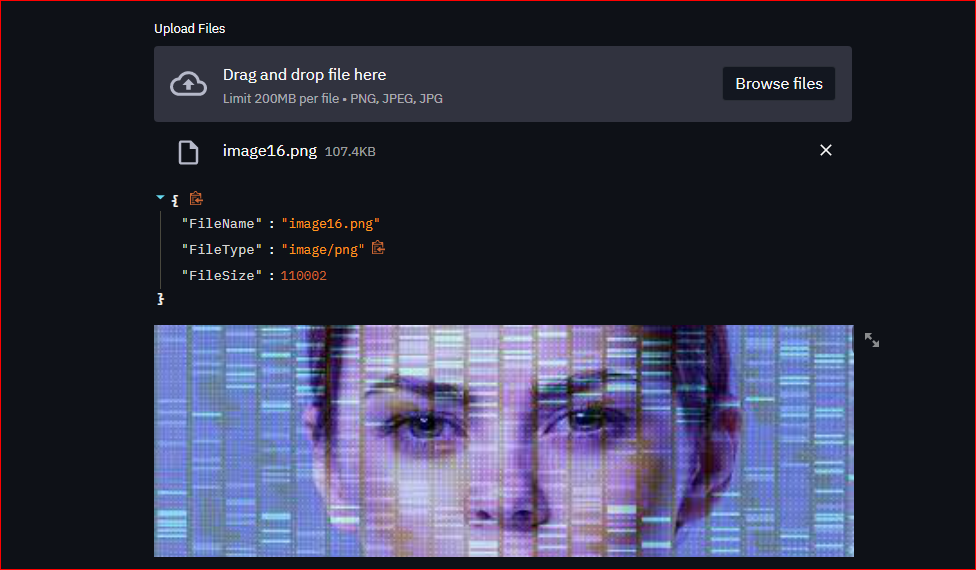 Upload Files
Drag and drop file here
Browse files
Limit 200MB per file • PNG, JPEG, JPG
image16.png 107.4KB
{
"FileName" : "image16.png"
"FileType" : "image/png"
"FileSize" : 110002
}